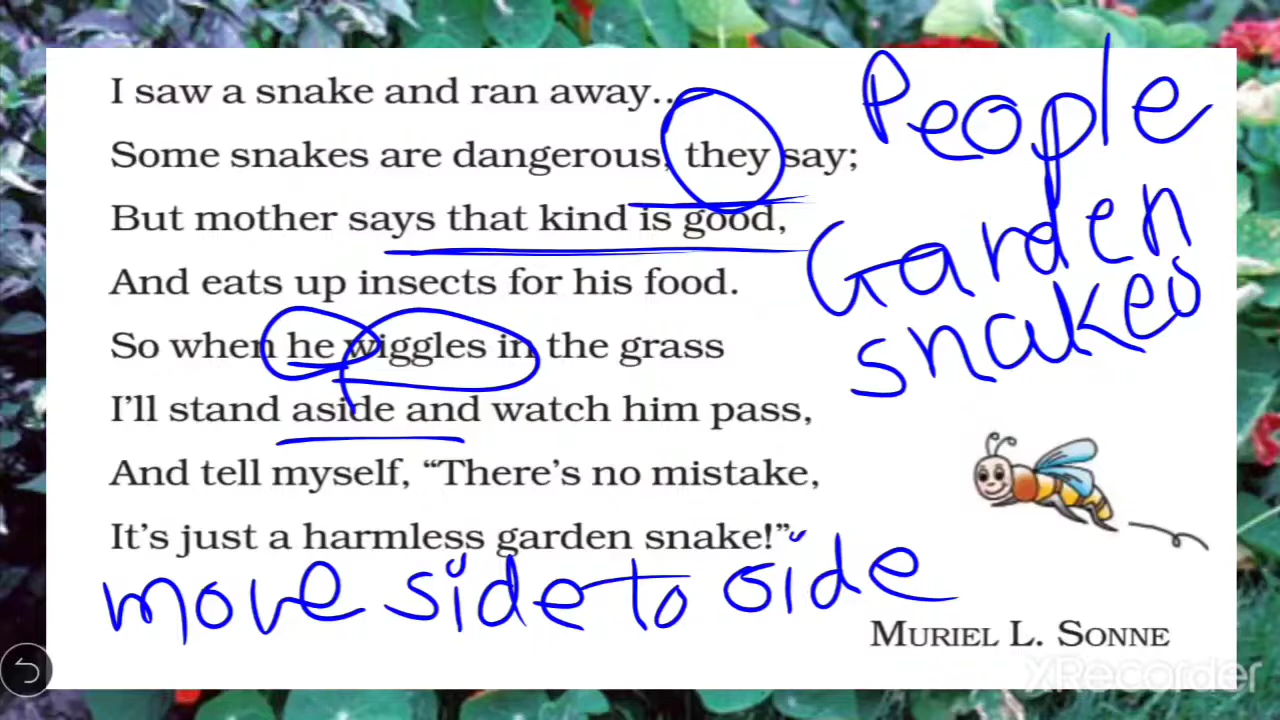 I saw a snake and ran away...
Some snakes are dangerous, they say;
But mother says that kind is good,
And eats up insects for his food.
So when he wiggles in the grass
I'll stand aside and watch him pass,
And tell myself, “There's no mistake,
It's just a harmless garden snake!”
MURIEL L. SONNE
People
Garden
snakes
move side to side
XRecorder